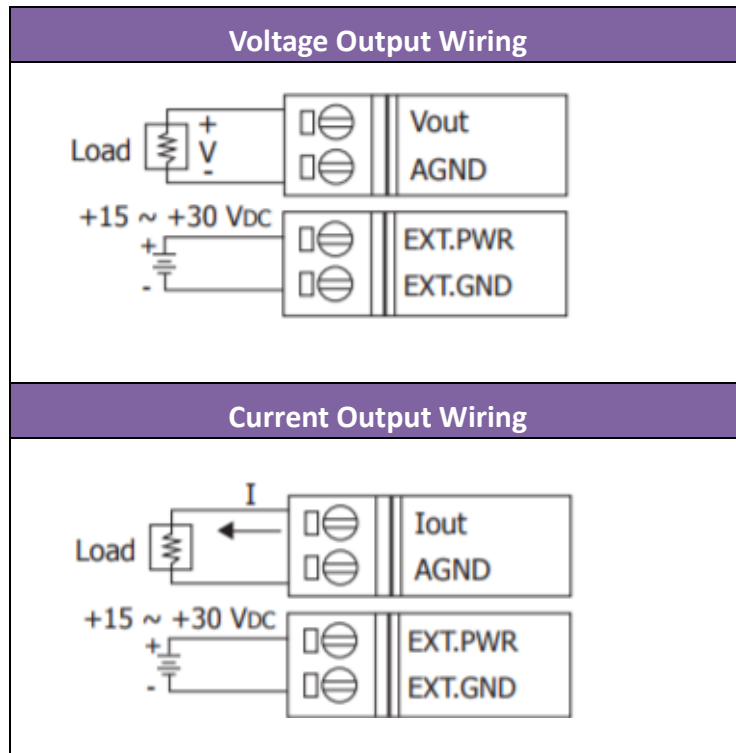 Voltage Output Wiring
Load
+
V
-
Vout
AGND
+15 ~ +30 VDC
+
-
EXT.PWR
EXT.GND
Current Output Wiring
I
Load
Iout
AGND
+15 ~ +30 VDC
+
-
EXT.PWR
EXT.GND